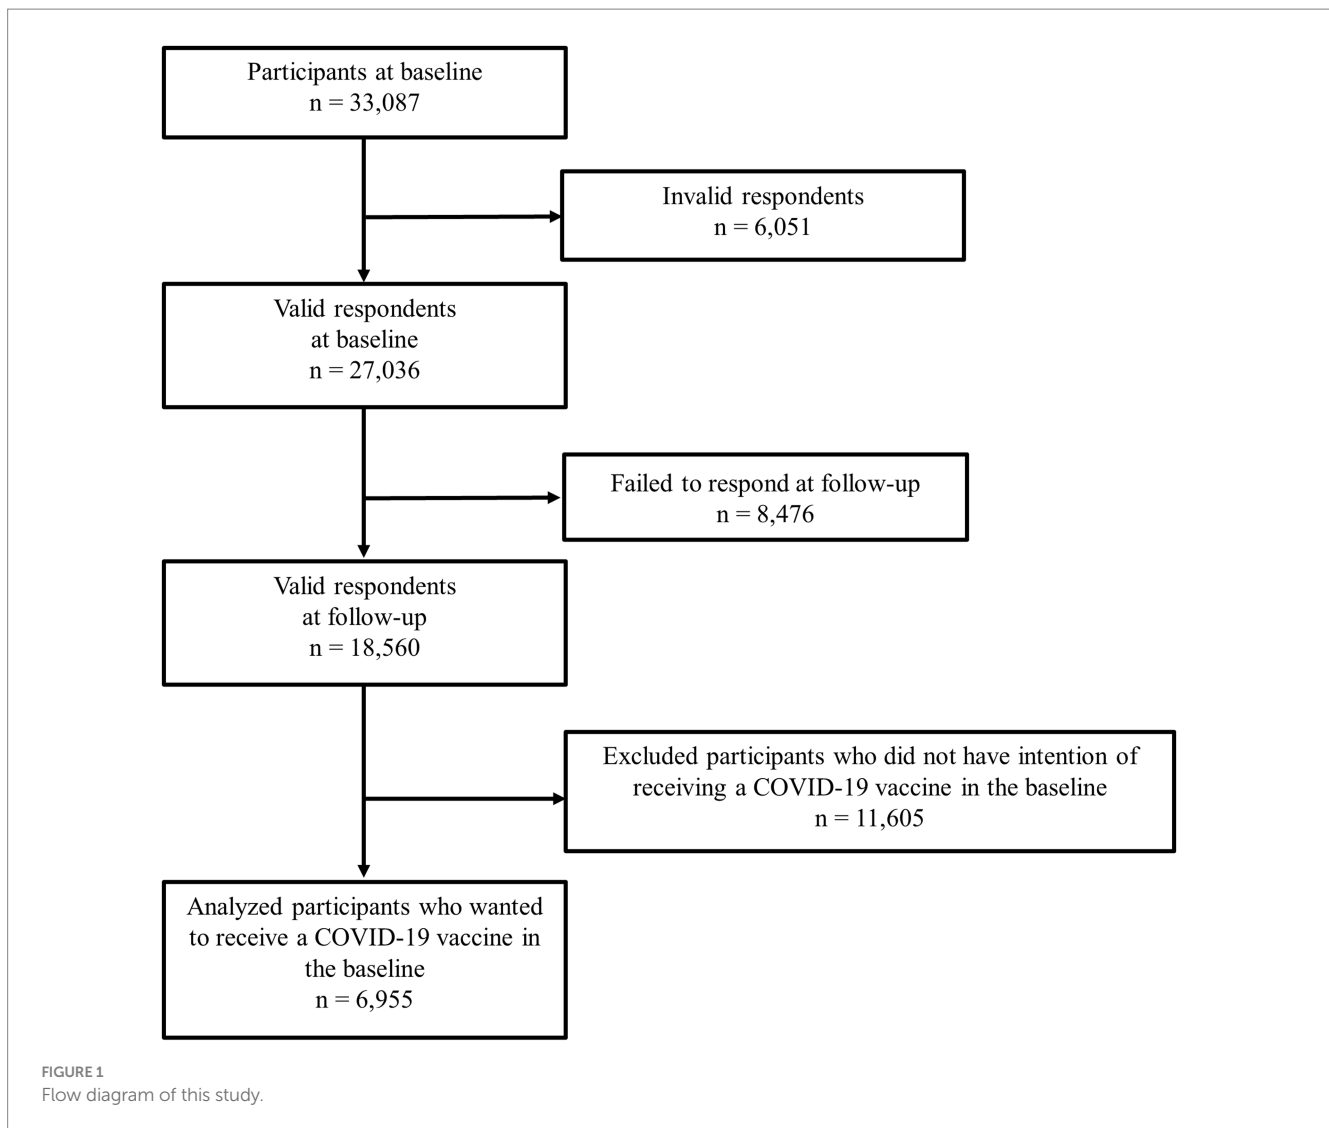 Participants at baseline
n = 33,087
Invalid respondents
n = 6,051
Valid respondents
at baseline
n = 27,036
Failed to respond at follow-up
n = 8,476
Valid respondents
at follow-up
n = 18,560
Excluded participants who did not have intention of
receiving a COVID-19 vaccine in the baseline
n = 11,605
Analyzed participants who wanted
to receive a COVID-19 vaccine in
the baseline
n = 6,955
FIGURE 1
Flow diagram of this study.